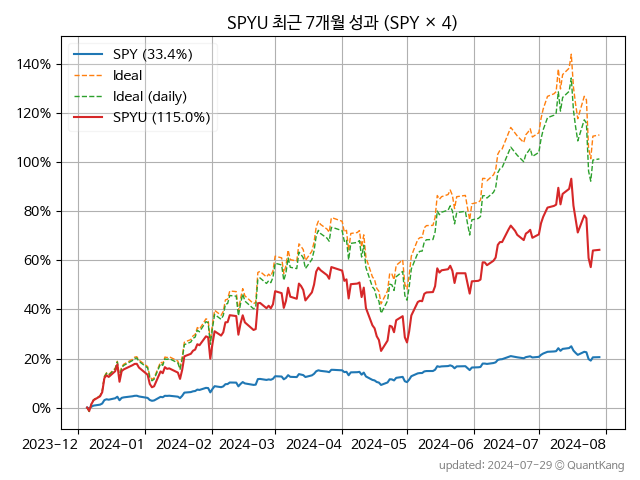 SPYU 최근 7개월 성과 (SPY × 4)
SPY (33.4%)
Ideal
Ideal (daily)
SPYU (115.0%)
140%
120%
100%
80%
60%
40%
20%
0%
2023-12 2024-01 2024-02 2024-03 2024-04 2024-05 2024-06 2024-07 2024-08
updated: 2024-07-29 © QuantKang